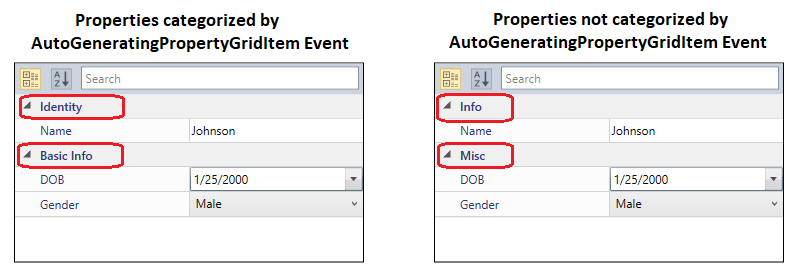 Properties categorized by
AutoGeneratingPropertyGridItem Event
A
Z
Search
Identity
Name Johnson
Basic Info
DOB 1/25/2000
Gender Male
Properties not categorized by
AutoGeneratingPropertyGridItem Event
A
Z
Search
Info
Name Johnson
Misc
DOB 1/25/2000
Gender Male